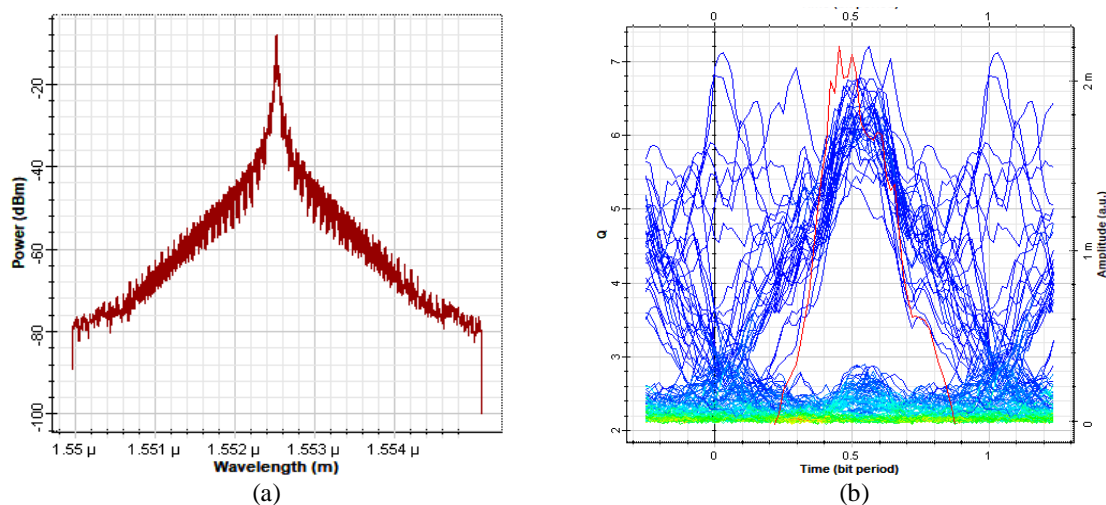 0 0.5 1
-20
-40
-60
-80
-100
Power (dBm)
1.55 µ 1.551 µ 1.552 µ 1.553 µ 1.554 µ
Wavelength (m)
(a)
7
6
5
4
3
2
Q
2 m
1 m
0
Amplitude (a.u.)
0 0.5 1
Time (bit period)
(b)